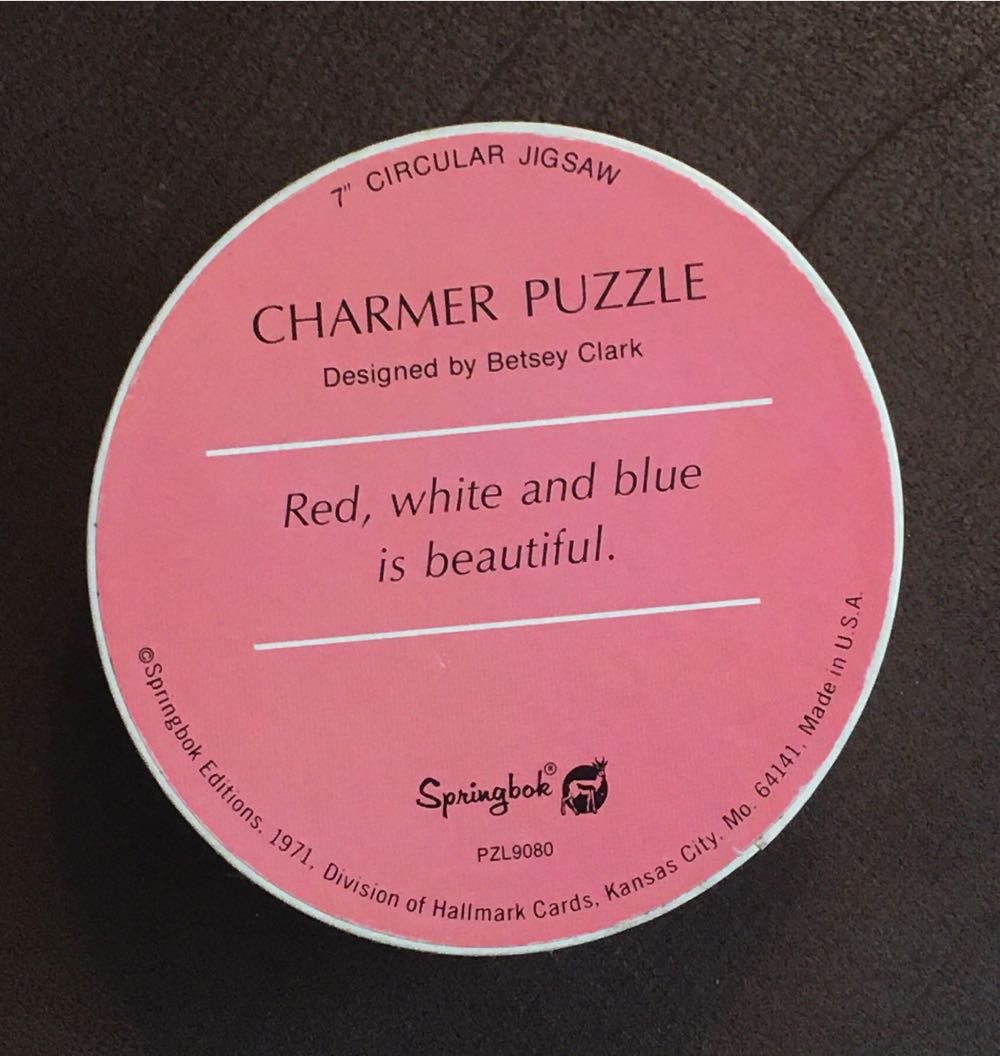 7" CIRCULAR JIGSAW
CHARMER PUZZLE
Designed by Betsey Clark
Red, white and blue
is beautiful.
Springbok®
PZL9080
©Springbok Editions, 1971, Division of Hallmark Cards, Kansas City, Mo. 64141. Made in U.S.A.